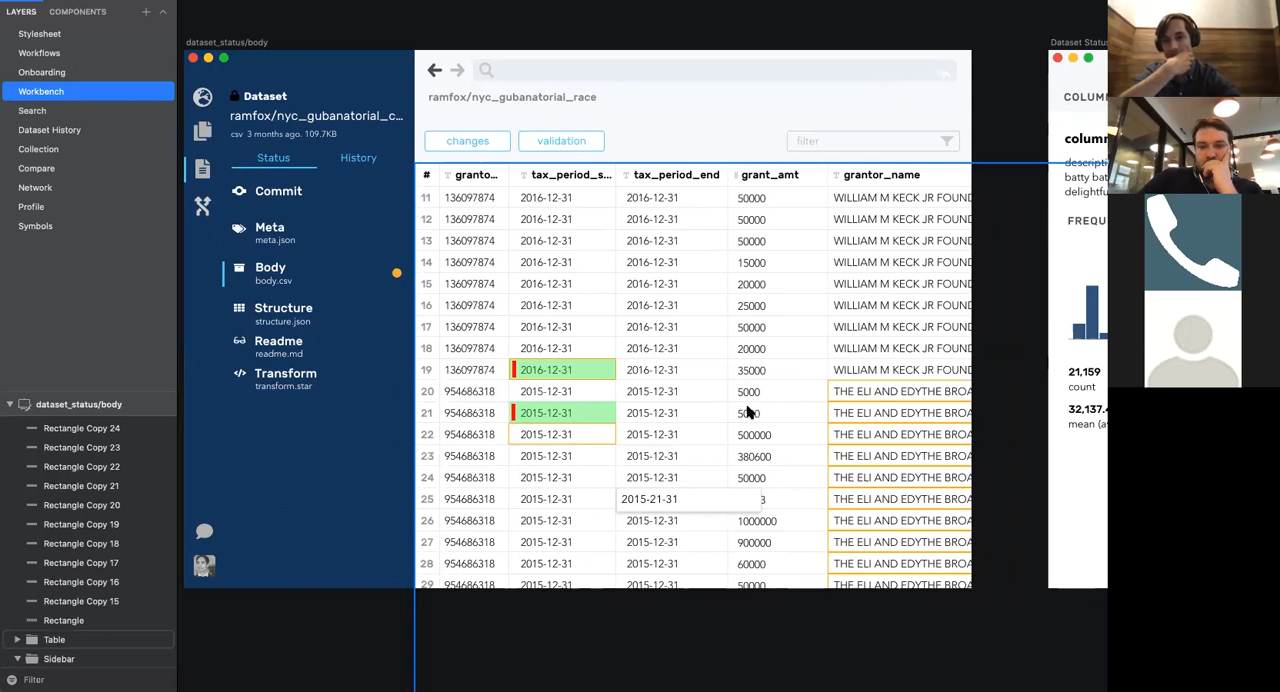 LAYERS COMPONENTS
Stylesheet
Workflows
Onboarding
Workbench
Search
Dataset History
Collection
Compare
Network
Profile
Symbols
dataset_status/body
Rectangle Copy 24
Rectangle Copy 23
Rectangle Copy 22
Rectangle Copy 21
Rectangle Copy 20
Rectangle Copy 19
Rectangle Copy 18
Rectangle Copy 17
Rectangle Copy 16
Rectangle Copy 15
Rectangle
Table
Sidebar
Filter
dataset_status/body
Dataset
ramfox/nyc_gubanatorial_c...
csv 3 months ago. 109.7KB
Status History
Commit
Meta
meta.json
Body
body.csv
Structure
structure.json
Readme
readme.md
Transform
transform.star
ramfox/nyc_gubanatorial_race
changes validation filter
# granto... tax_period_s... tax_period_end grant_amt grantor_name
11 136097874 2016-12-31 2016-12-31 50000 WILLIAM M KECK JR FOUND
12 136097874 2016-12-31 2016-12-31 50000 WILLIAM M KECK JR FOUND
13 136097874 2016-12-31 2016-12-31 50000 WILLIAM M KECK JR FOUND
14 136097874 2016-12-31 2016-12-31 15000 WILLIAM M KECK JR FOUND
15 136097874 2016-12-31 2016-12-31 20000 WILLIAM M KECK JR FOUND
16 136097874 2016-12-31 2016-12-31 25000 WILLIAM M KECK JR FOUND
17 136097874 2016-12-31 2016-12-31 50000 WILLIAM M KECK JR FOUND
18 136097874 2016-12-31 2016-12-31 20000 WILLIAM M KECK JR FOUND
19 136097874 2016-12-31 2016-12-31 35000 WILLIAM M KECK JR FOUND
20 954686318 2015-12-31 2015-12-31 5000 THE ELI AND EDYTHE BROA
21 954686318 2015-12-31 2015-12-31 THE ELI AND EDYTHE BROA
22 954686318 2015-12-31 2015-12-31 500000 THE ELI AND EDYTHE BROA
23 954686318 2015-12-31 2015-12-31 380600 THE ELI AND EDYTHE BROA
24 954686318 2015-12-31 2015-12-31 50000 THE ELI AND EDYTHE BROA
25 954686318 2015-12-31 2015-21-31 3 THE ELI AND EDYTHE BROA
26 954686318 2015-12-31 2015-12-31 1000000 THE ELI AND EDYTHE BROA
27 954686318 2015-12-31 2015-12-31 900000 THE ELI AND EDYTHE BROA
28 954686318 2015-12-31 2015-12-31 60000 THE ELI AND EDYTHE BROA
29 954686318 2015-12-31 2015-12-31 50000 THE ELI AND EDYTHE BROA
Dataset Status
COLUM
column
descripti
batty bat
delightfu
FREQU
21,159
count
32,137.
mean (a